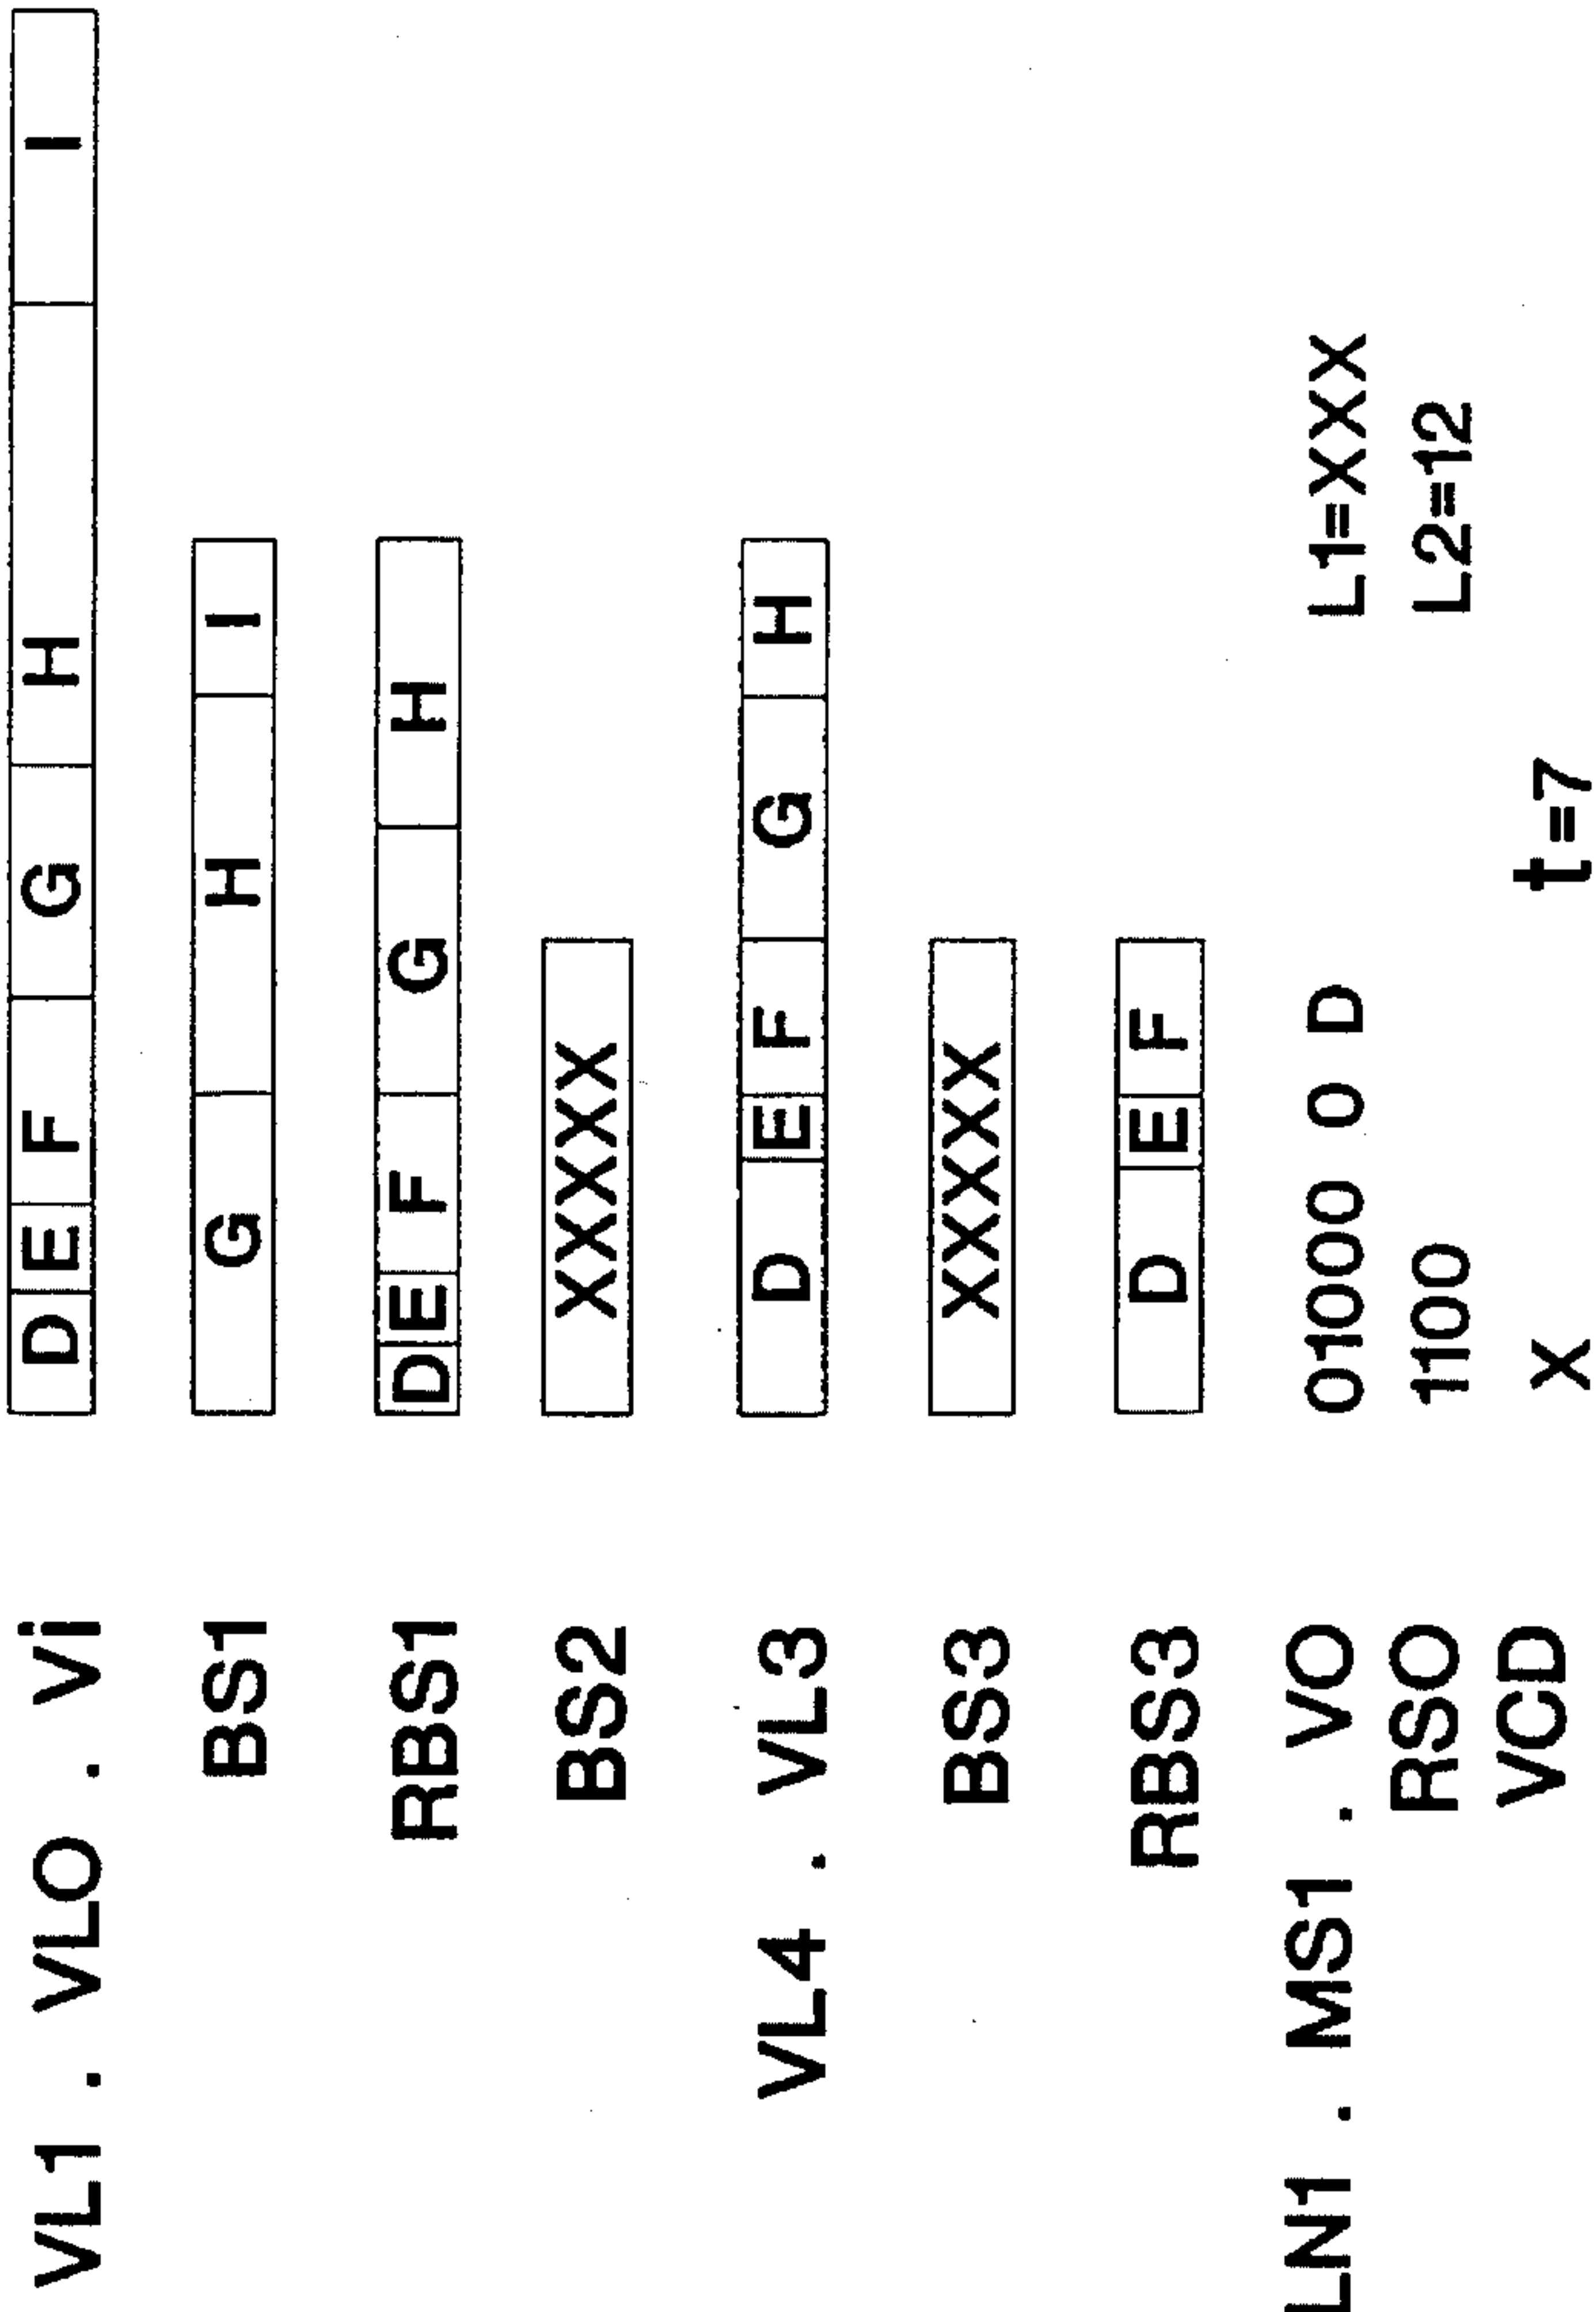 VL1 . VLO . Vi D E F G H I
BS1 G H I
RBS1 D E F G H
BS2 XXXXX
VL4 . VL3 D E F G H
BS3 XXXXX
RBS3 D E F
LN1 . MS1 . VO 01000 0 D L1=XXX
RSO 1100 L2=12
VCD X t=7